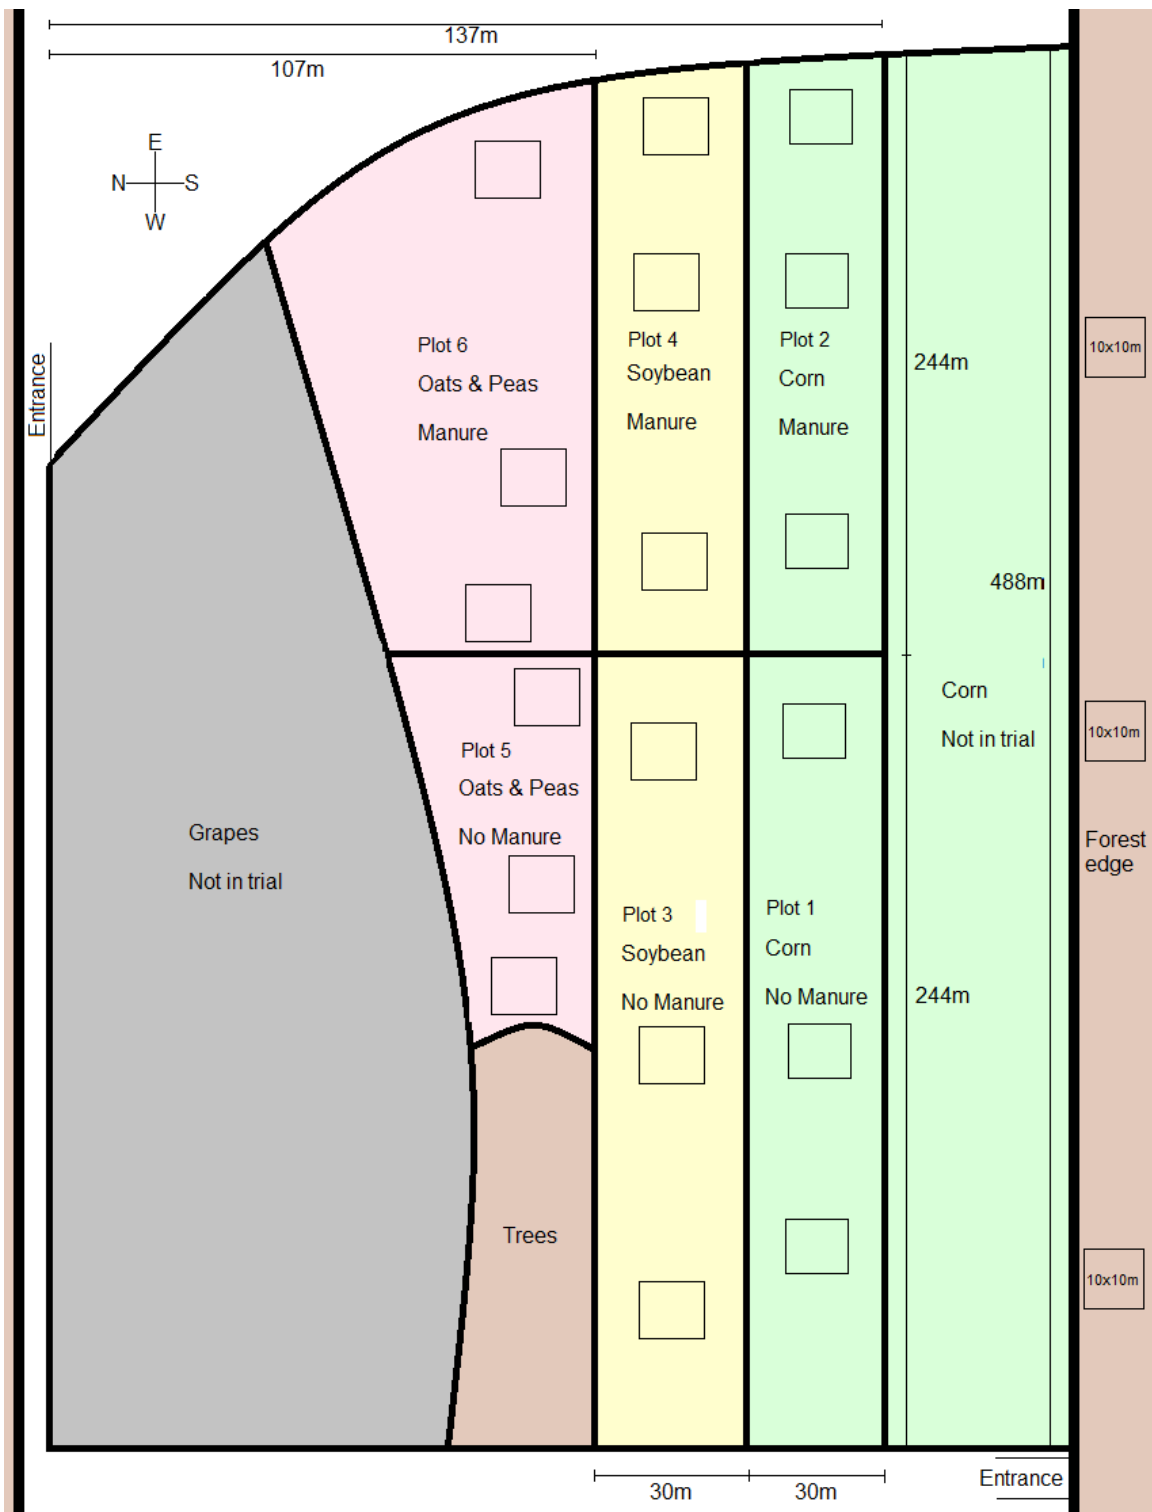 137m
107m
E
N
S
W
Entrance
Plot 6
Oats & Peas
Manure
Plot 4
Soybean
Manure
Plot 2
Corn
Manure
244m
10x10m
488m
Corn
Not in trial
10x10m
Plot 5
Oats & Peas
No Manure
Grapes
Not in trial
Forest
edge
Plot 3
Soybean
No Manure
Plot 1
Corn
No Manure
244m
Trees
10x10m
30m
30m
Entrance